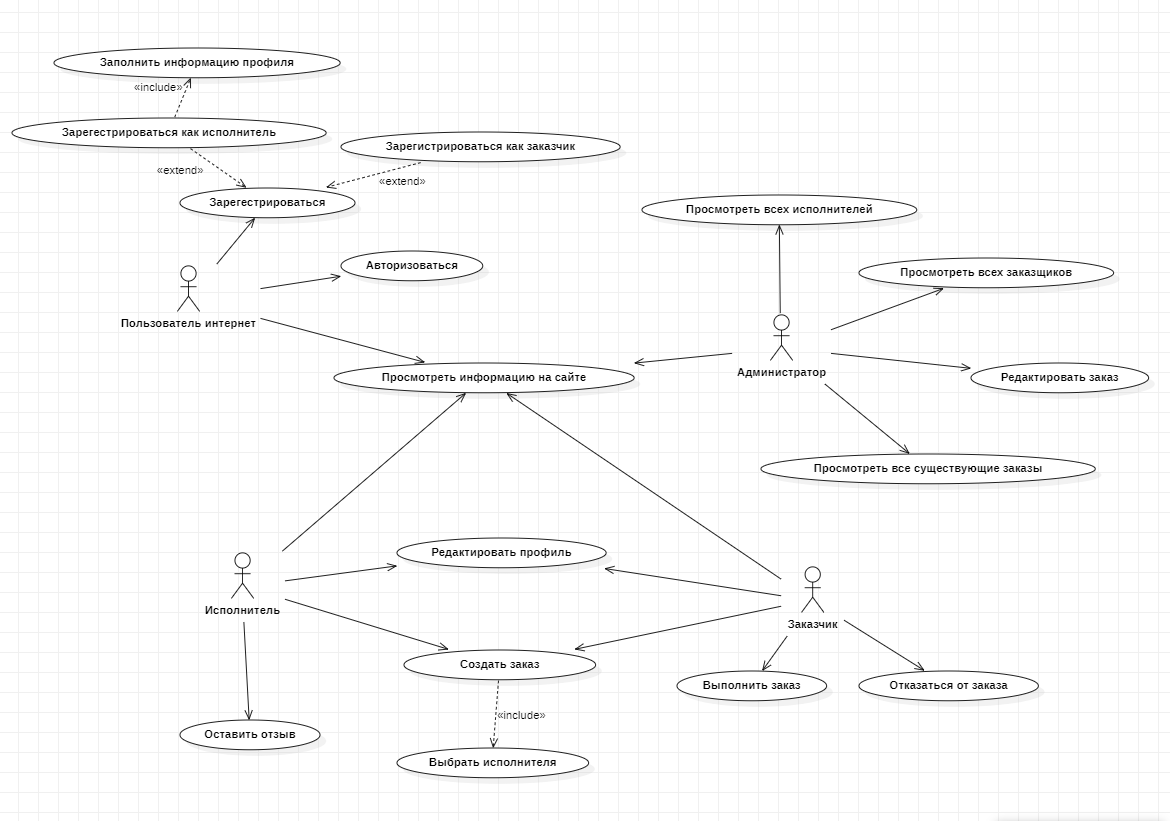 Заполнить информацию профиля
«include»
Зарегестрироваться как исполнитель
Зарегистрироваться как заказчик
«extend»
«extend»
Зарегестрироваться
Просмотреть всех исполнителей
Авторизоваться
Просмотреть всех заказщиков
Пользователь интернет
Просмотреть информацию на сайте
Администратор
Редактировать заказ
Просмотреть все существующие заказы
Редактировать профиль
Исполнитель
Заказчик
Создать заказ
Выполнить заказ
Отказаться от заказа
«include»
Оставить отзыв
Выбрать исполнителя